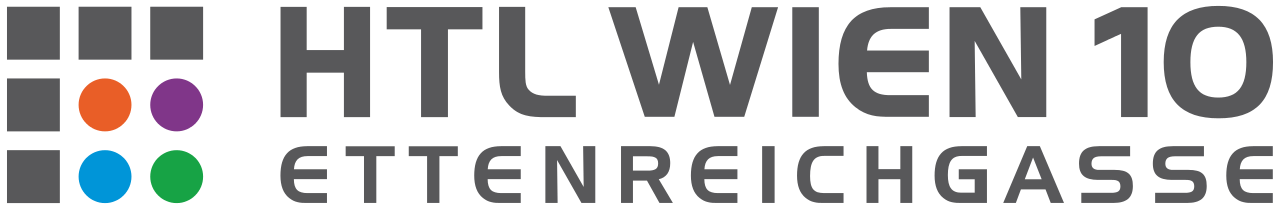 HTL WIEN 10
ETTENREICHGASSE